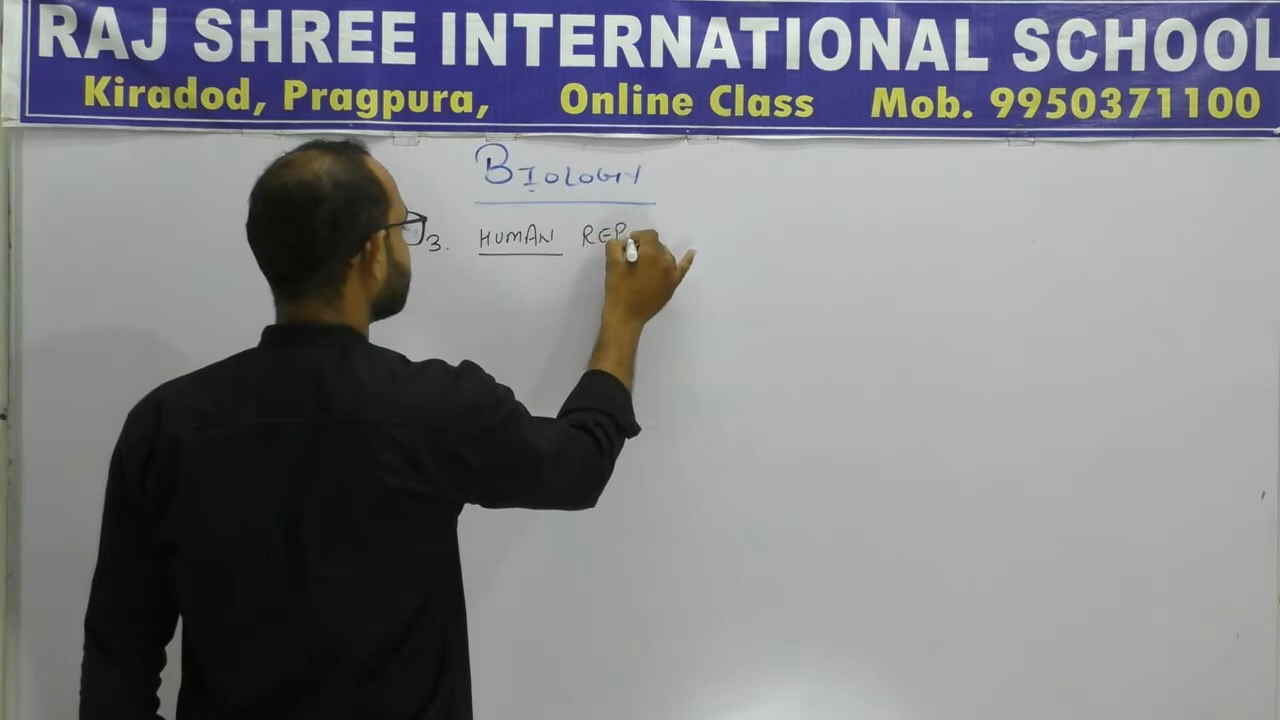 RAJ SHREE INTERNATIONAL SCHOOL
Kiradod, Pragpura, Online Class Mob. 9950371100
BIOLOGY
3. HUMAN REP